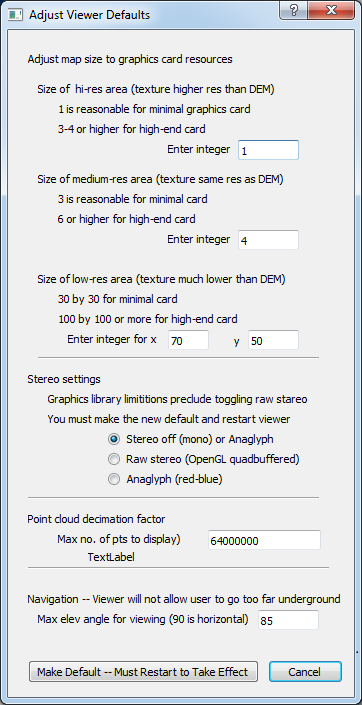 Adjust Viewer Defaults
Adjust map size to graphics card resources
Size of hi-res area (texture higher res than DEM)
1 is reasonable for minimal graphics card
3-4 or higher for high-end card
Enter integer 1
Size of medium-res area (texture same res as DEM)
3 is reasonable for minimal card
6 or higher for high-end card
Enter integer 4
Size of low-res area (texture much lower than DEM)
30 by 30 for minimal card
100 by 100 or more for high-end card
Enter integer for x 70 y 50
Stereo settings
Graphics library limititions preclude toggling raw stareo
You must make the new default and restart viewer
Stereo off (mono) or Anaglyph
Raw stereo (OpenGL quadbuffered)
Anaglyph (red-blue)
Point cloud decimation factor
Max no. of pts to display) 64000000
TextLabel
Navigation -- Viewer will not allow user to go too far underground
Max elev angle for viewing (90 is horizontal) 85
Make Default -- Must Restart to Take Effect Cancel